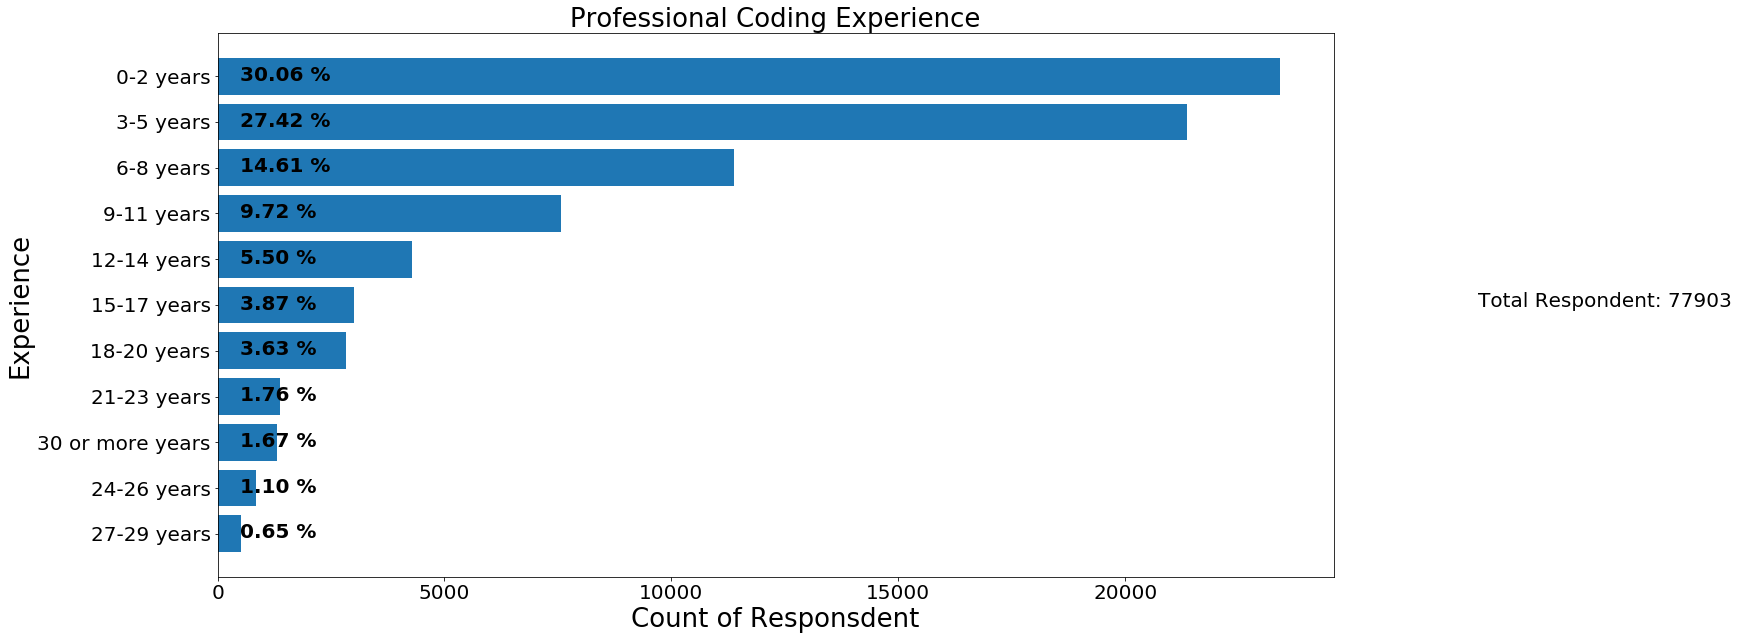 Professional Coding Experience
Experience
0-2 years 30.06 %
3-5 years 27.42 %
6-8 years 14.61 %
9-11 years 9.72 %
12-14 years 5.50 %
15-17 years 3.87 %
Total Respondent: 77903
18-20 years 3.63 %
21-23 years 1.76 %
30 or more years 1.67 %
24-26 years 1.10 %
27-29 years 0.65 %
0 5000 10000 15000 20000
Count of Responsdent